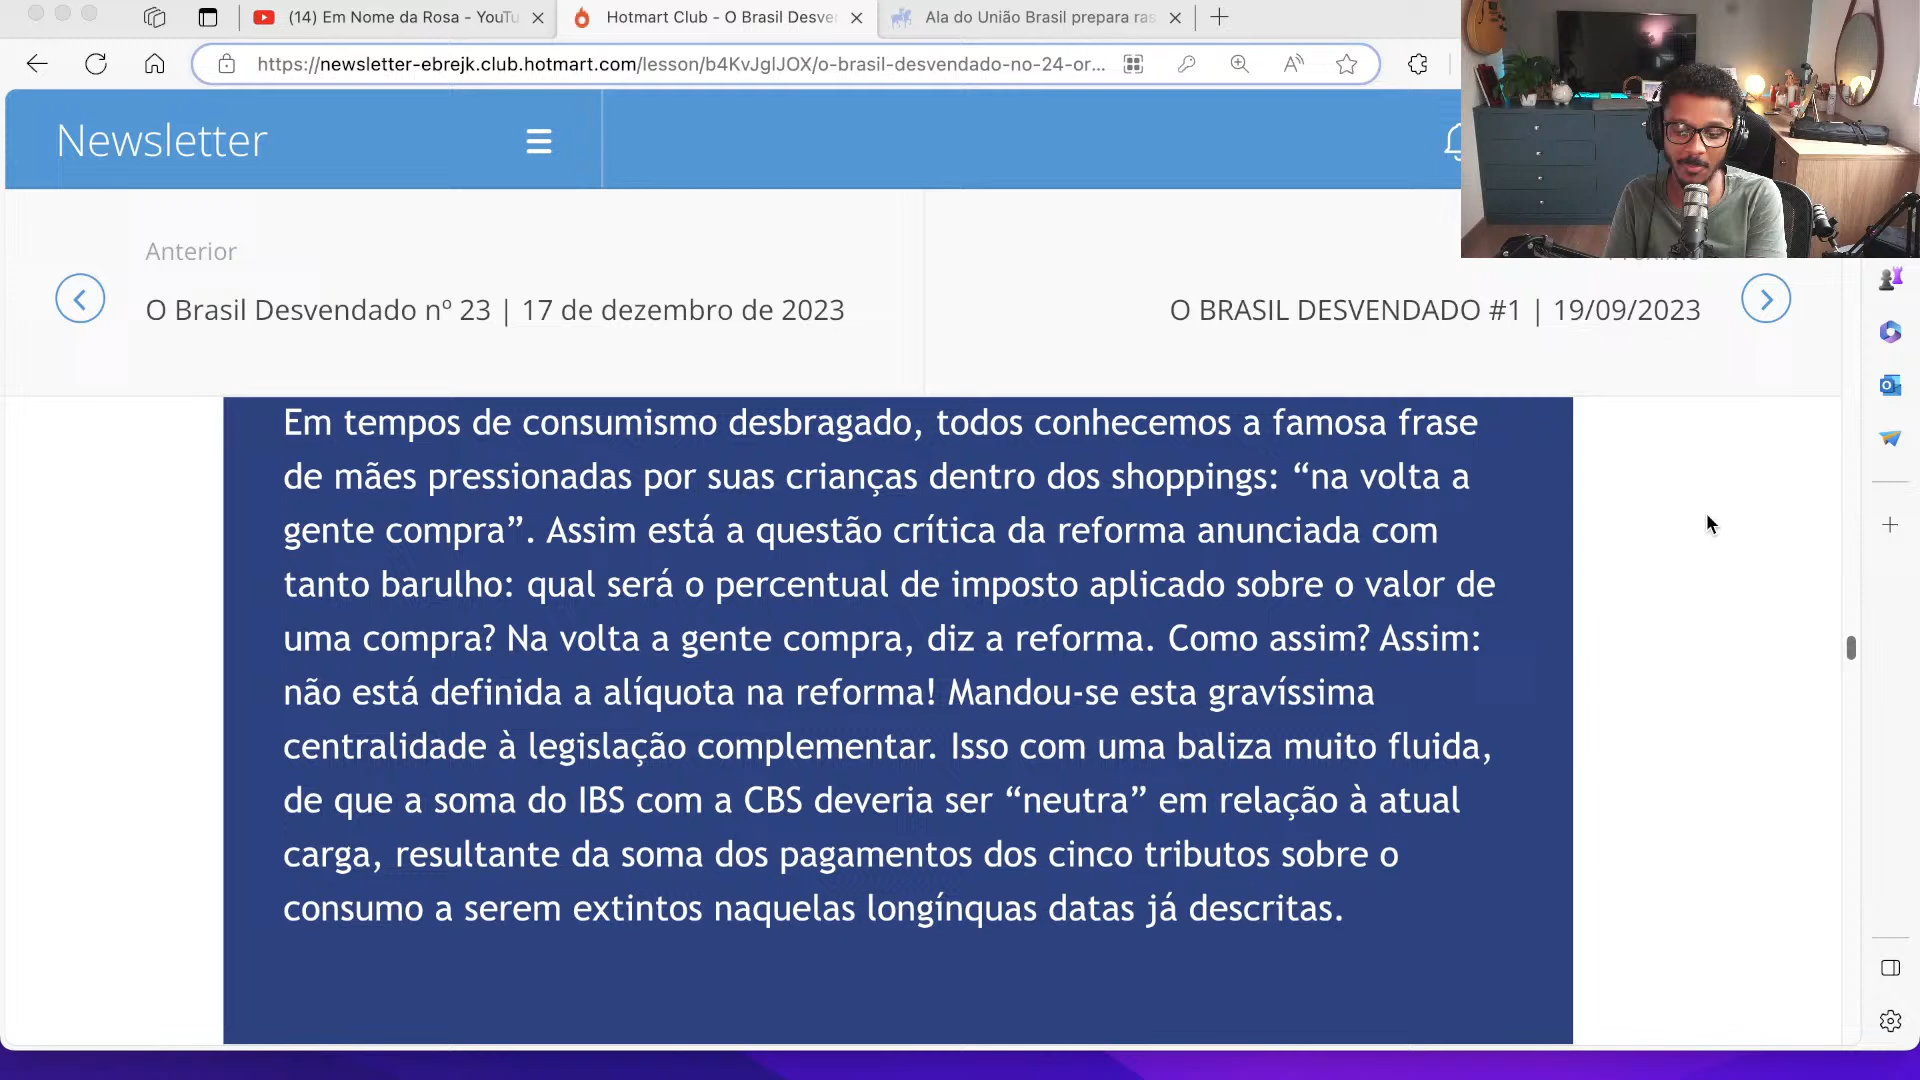 (14) Em Nome da Rosa - YouTu
Hotmart Club - O Brasil Desve
Ala do União Brasil prepara ras
https://newsletter-ebrejk.club.hotmart.com/lesson/b4KvJglJOX/o-brasil-desvendado-no-24-or...
Newsletter
Anterior
O Brasil Desvendado nº 23 | 17 de dezembro de 2023
O BRASIL DESVENDADO #1 | 19/09/2023
Em tempos de consumismo desbragado, todos conhecemos a famosa frase
de mães pressionadas por suas crianças dentro dos shoppings: “na volta a
gente compra”. Assim está a questão crítica da reforma anunciada com
tanto barulho: qual será o percentual de imposto aplicado sobre o valor de
uma compra? Na volta a gente compra, diz a reforma. Como assim? Assim:
não está definida a alíquota na reforma! Mandou-se esta gravíssima
centralidade à legislação complementar. Isso com uma baliza muito fluida,
de que a soma do IBS com a CBS deveria ser “neutra” em relação à atual
carga, resultante da soma dos pagamentos dos cinco tributos sobre o
consumo a serem extintos naquelas longínquas datas já descritas.